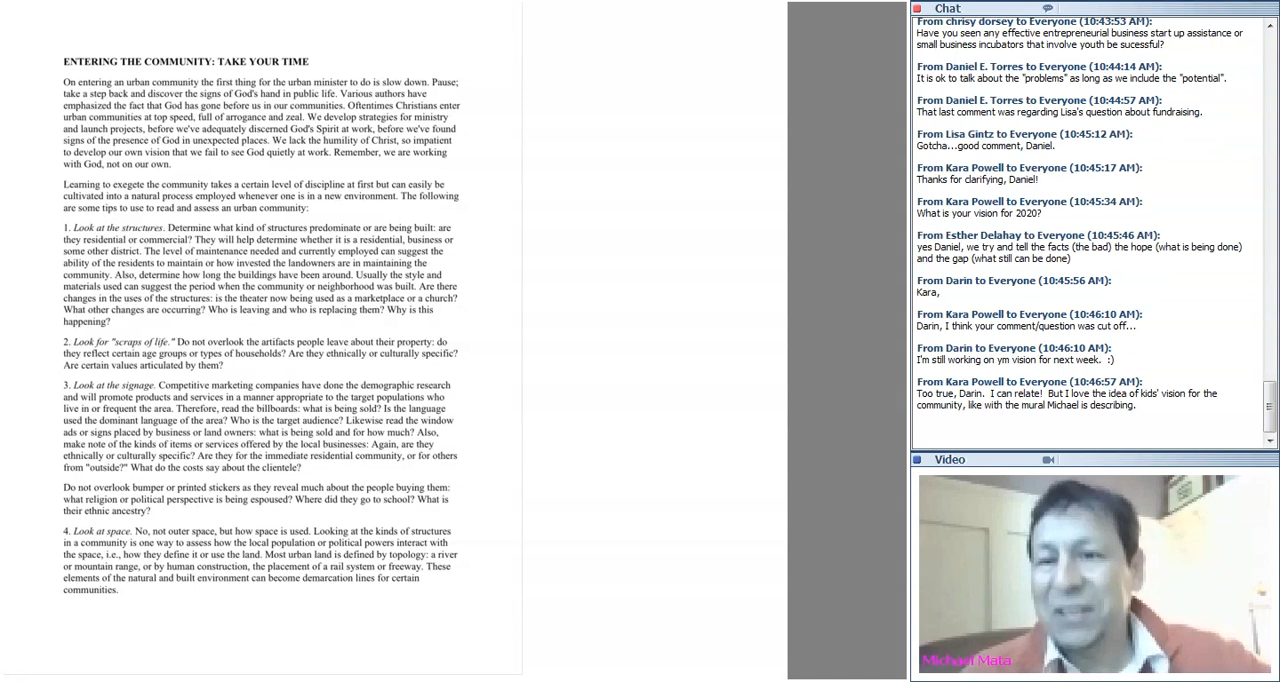 ENTERING THE COMMUNITY: TAKE YOUR TIME
On entering an urban community the first thing for the urban minister to do is slow down. Pause;
take a step back and discover the signs of God's hand in public life. Various authors have
emphasized the fact that God has gone before us in our communities. Oftentimes Christians enter
urban communities at top speed, full of arrogance and zeal. We develop strategies for ministry
and launch projects, before we've adequately discerned God's Spirit at work, before we've found
signs of the presence of God in unexpected places. We lack the humility of Christ, so impatient
to develop our own vision that we fail to see God quietly at work. Remember, we are working
with God, not on our own.
Learning to exegete the community takes a certain level of discipline at first but can easily be
cultivated into a natural process employed whenever one is in a new environment. The following
are some tips to use to read and assess an urban community:
1. Look at the structures. Determine what kind of structures predominate or are being built: are
they residential or commercial? They will help determine whether it is a residential, business or
some other district. The level of maintenance needed and currently employed can suggest the
ability of the residents to maintain or how invested the landowners are in maintaining the
community. Also, determine how long the buildings have been around. Usually the style and
materials used can suggest the period when the community or neighborhood was built. Are there
changes in the uses of the structures: is the theater now being used as a marketplace or a church?
What other changes are occurring? Who is leaving and who is replacing them? Why is this
happening?
2. Look for "scraps of life." Do not overlook the artifacts people leave about their property: do
they reflect certain age groups or types of households? Are they ethnically or culturally specific?
Are certain values articulated by them?
3. Look at the signage. Competitive marketing companies have done the demographic research
and will promote products and services in a manner appropriate to the target populations who
live in or frequent the area. Therefore, read the billboards: what is being sold? Is the language
used the dominant language of the area? Who is the target audience? Likewise read the window
ads or signs placed by business or land owners: what is being sold and for how much? Also,
make note of the kinds of items or services offered by the local businesses: Again, are they
ethnically or culturally specific? Are they for the immediate residential community, or for others
from "outside?" What do the costs say about the clientele?
Do not overlook bumper or printed stickers as they reveal much about the people buying them:
what religion or political perspective is being espoused? Where did they go to school? What is
their ethnic ancestry?
4. Look at space. No, not outer space, but how space is used. Looking at the kinds of structures
in a community is one way to assess how the local population or political powers interact with
the space, i.e., how they define it or use the land. Most urban land is defined by topology: a river
or mountain range, or by human construction, the placement of a rail system or freeway. These
elements of the natural and built environment can become demarcation lines for certain
communities.
Chat
From chrisy dorsey to Everyone (10:43:53 AM):
Have you seen any effective entrepreneurial business start up assistance or
small business incubators that involve youth be sucessful?
From Daniel E. Torres to Everyone (10:44:14 AM):
It is ok to talk about the "problems" as long as we include the "potential".
From Daniel E. Torres to Everyone (10:44:57 AM):
That last comment was regarding Lisa's question about fundraising.
From Lisa Gintz to Everyone (10:45:12 AM):
Gotcha...good comment, Daniel.
From Kara Powell to Everyone (10:45:17 AM):
Thanks for clarifying, Daniel!
From Kara Powell to Everyone (10:45:34 AM):
What is your vision for 2020?
From Esther Delahay to Everyone (10:45:46 AM):
yes Daniel, we try and tell the facts (the bad) the hope (what is being done)
and the gap (what still can be done)
From Darin to Everyone (10:45:56 AM):
Kara,
From Kara Powell to Everyone (10:46:10 AM):
Darin, I think your comment/question was cut off...
From Darin to Everyone (10:46:10 AM):
I'm still working on ym vision for next week. :)
From Kara Powell to Everyone (10:46:57 AM):
Too true, Darin. I can relate! But I love the idea of kids' vision for the
community, like with the mural Michael is describing.
Video
Michael Mata